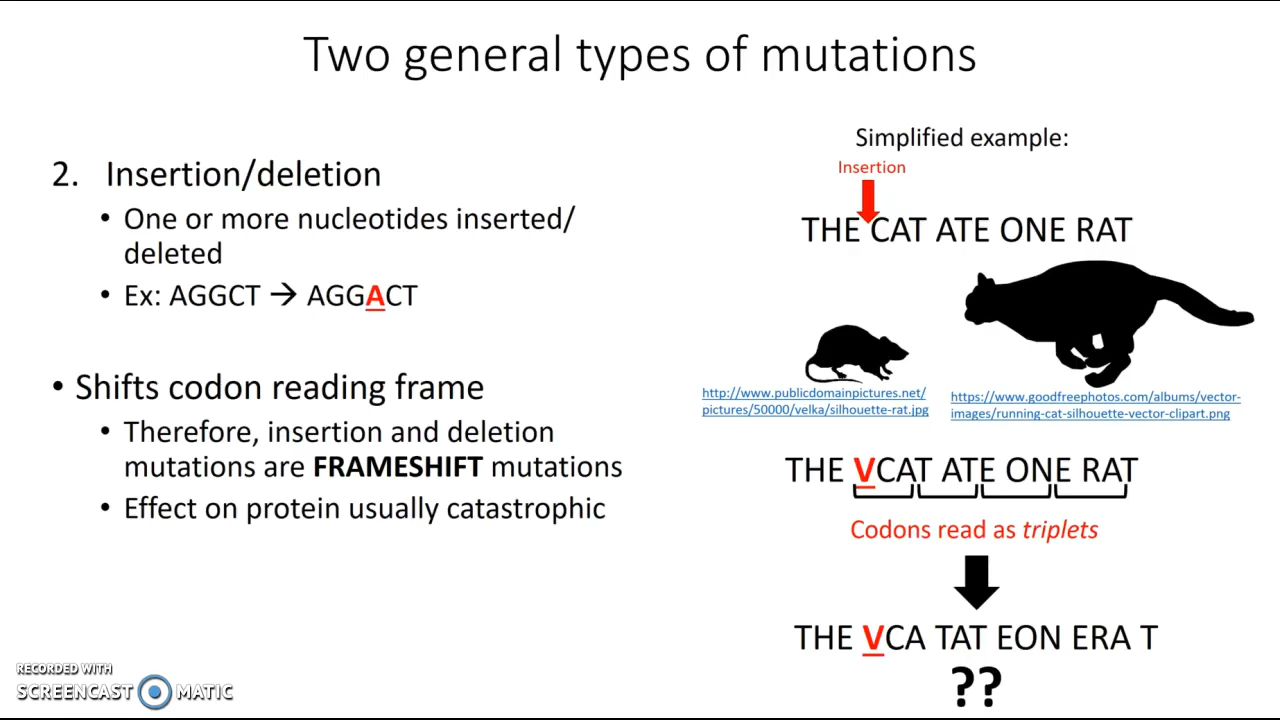 Two general types of mutations
2. Insertion/deletion
• One or more nucleotides inserted/
deleted
• Ex: AGGCT → AGGACT
• Shifts codon reading frame
• Therefore, insertion and deletion
mutations are FRAMESHIFT mutations
• Effect on protein usually catastrophic
Simplified example:
Insertion
THE CAT ATE ONE RAT
http://www.publicdomainpictures.net/
pictures/50000/velka/silhouette-rat.jpg
https://www.goodfreephotos.com/albums/vector-
images/running-cat-silhouette-vector-clipart.png
THE VCAT ATE ONE RAT
Codons read as triplets
THE VCA TAT EON ERA T
??
RECORDED WITH
SCREENCAST MATIC